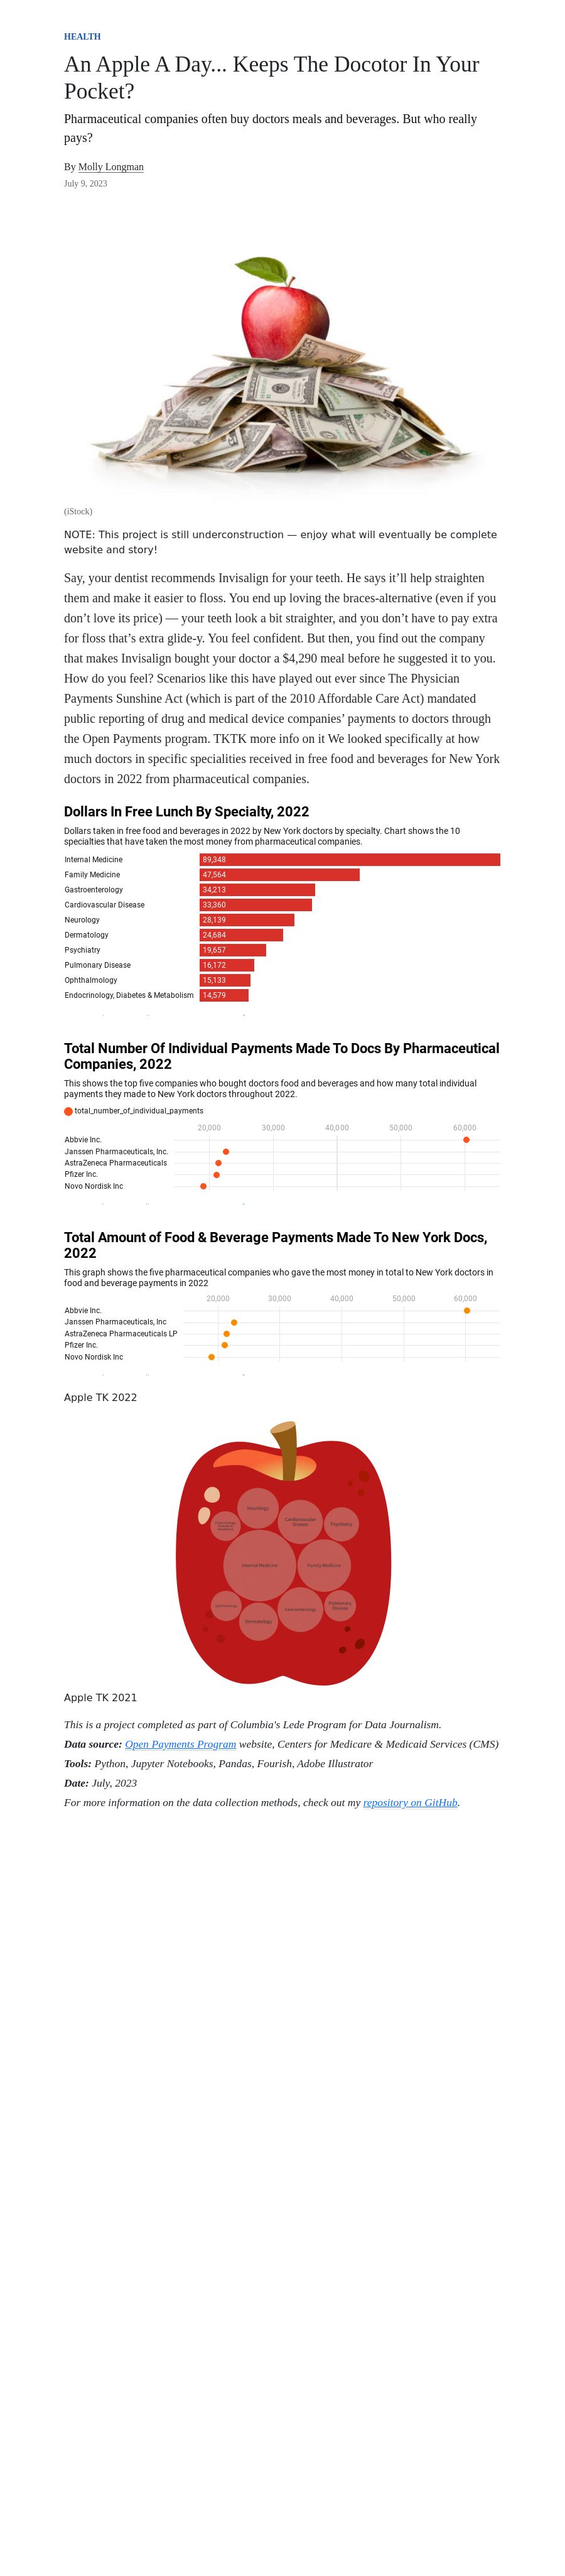 HEALTH
An Apple A Day... Keeps The Docotor In Your
Pocket?
Pharmaceutical companies often buy doctors meals and beverages. But who really
pays?
By Molly Longman
July 9, 2023
(iStock)
NOTE: This project is still underconstruction — enjoy what will eventually be complete
website and story!
Say, your dentist recommends Invisalign for your teeth. He says it’ll help straighten
them and make it easier to floss. You end up loving the braces-alternative (even if you
don’t love its price) — your teeth look a bit straighter, and you don’t have to pay extra
for floss that’s extra glide-y. You feel confident. But then, you find out the company
that makes Invisalign bought your doctor a $4,290 meal before he suggested it to you.
How do you feel? Scenarios like this have played out ever since The Physician
Payments Sunshine Act (which is part of the 2010 Affordable Care Act) mandated
public reporting of drug and medical device companies’ payments to doctors through
the Open Payments program. TKTK more info on it We looked specifically at how
much doctors in specific specialities received in free food and beverages for New York
doctors in 2022 from pharmaceutical companies.
Dollars In Free Lunch By Specialty, 2022
Dollars taken in free food and beverages in 2022 by New York doctors by specialty. Chart shows the 10
specialties that have taken the most money from pharmaceutical companies.
Internal Medicine 89,348
Family Medicine 47,564
Gastroenterology 34,213
Cardiovascular Disease 33,360
Neurology 28,139
Dermatology 24,684
Psychiatry 19,657
Pulmonary Disease 16,172
Ophthalmology 15,133
Endocrinology, Diabetes & Metabolism 14,579
Total Number Of Individual Payments Made To Docs By Pharmaceutical
Companies, 2022
This shows the top five companies who bought doctors food and beverages and how many total individual
payments they made to New York doctors throughout 2022.
total_number_of_individual_payments
20,000 30,000 40,000 50,000 60,000
Abbvie Inc.
Janssen Pharmaceuticals, Inc.
AstraZeneca Pharmaceuticals
Pfizer Inc.
Novo Nordisk Inc
Total Amount of Food & Beverage Payments Made To New York Docs,
2022
This graph shows the five pharmaceutical companies who gave the most money in total to New York doctors in
food and beverage payments in 2022
20,000 30,000 40,000 50,000 60,000
Abbvie Inc.
Janssen Pharmaceuticals, Inc
AstraZeneca Pharmaceuticals LP
Pfizer Inc.
Novo Nordisk Inc
Apple TK 2022
Neurology
Cardiovascular
Disease
Psychiatry
Internal Medicine
Family Medicine
Pulmonary
Disease
Gastroenterology
Dermatology
Apple TK 2021
This is a project completed as part of Columbia's Lede Program for Data Journalism.
Data source: Open Payments Program website, Centers for Medicare & Medicaid Services (CMS)
Tools: Python, Jupyter Notebooks, Pandas, Fourish, Adobe Illustrator
Date: July, 2023
For more information on the data collection methods, check out my repository on GitHub.